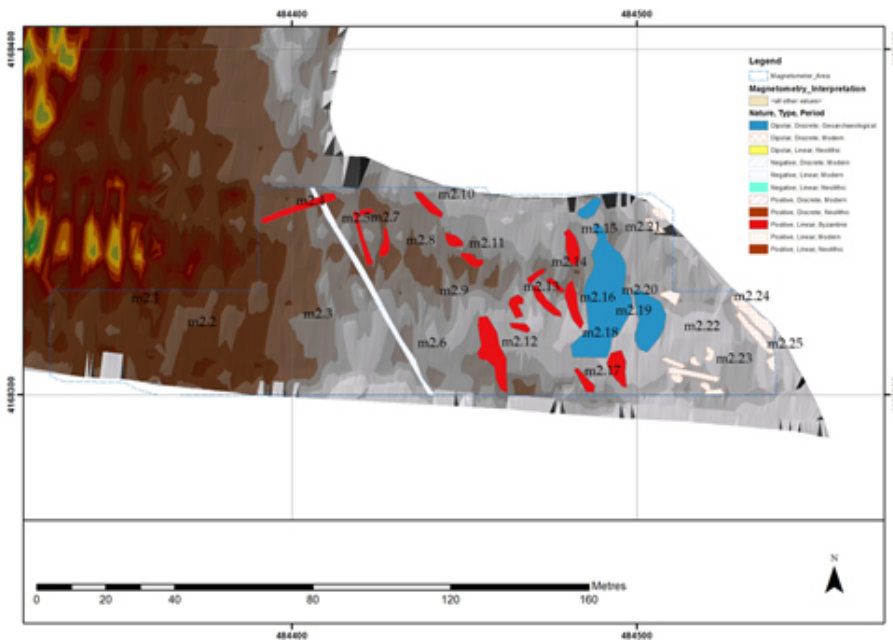 484400 484500
4168400
Legend
Magnetometer_Area
Magnetometry_Interpretation
<all other values>
Nature, Type, Period
Dipolar, Discrete, Geoarchaeological
Dipolar, Discrete, Modern
Dipolar, Linear, Neolithic
Negative, Discrete, Modern
Negative, Linear, Modern
Negative, Linear, Neolithic
Positive, Discrete, Modern
Positive, Discrete, Neolithic
Positive, Linear, Byzantine
Positive, Linear, Modern
Positive, Linear, Neolithic
m2.10
m2.7
m2.8
m2.11
m2.15
m2.21
m2.14
m2.9
m2.13
m2.16
m2.20
m2.24
m2.1
m2.2
m2.3
m2.19
m2.6
m2.12
m2.18
m2.22
m2.25
m2.23
m2.17
4168300
Metres
0 20 40 80 120 160
N
484400 484500